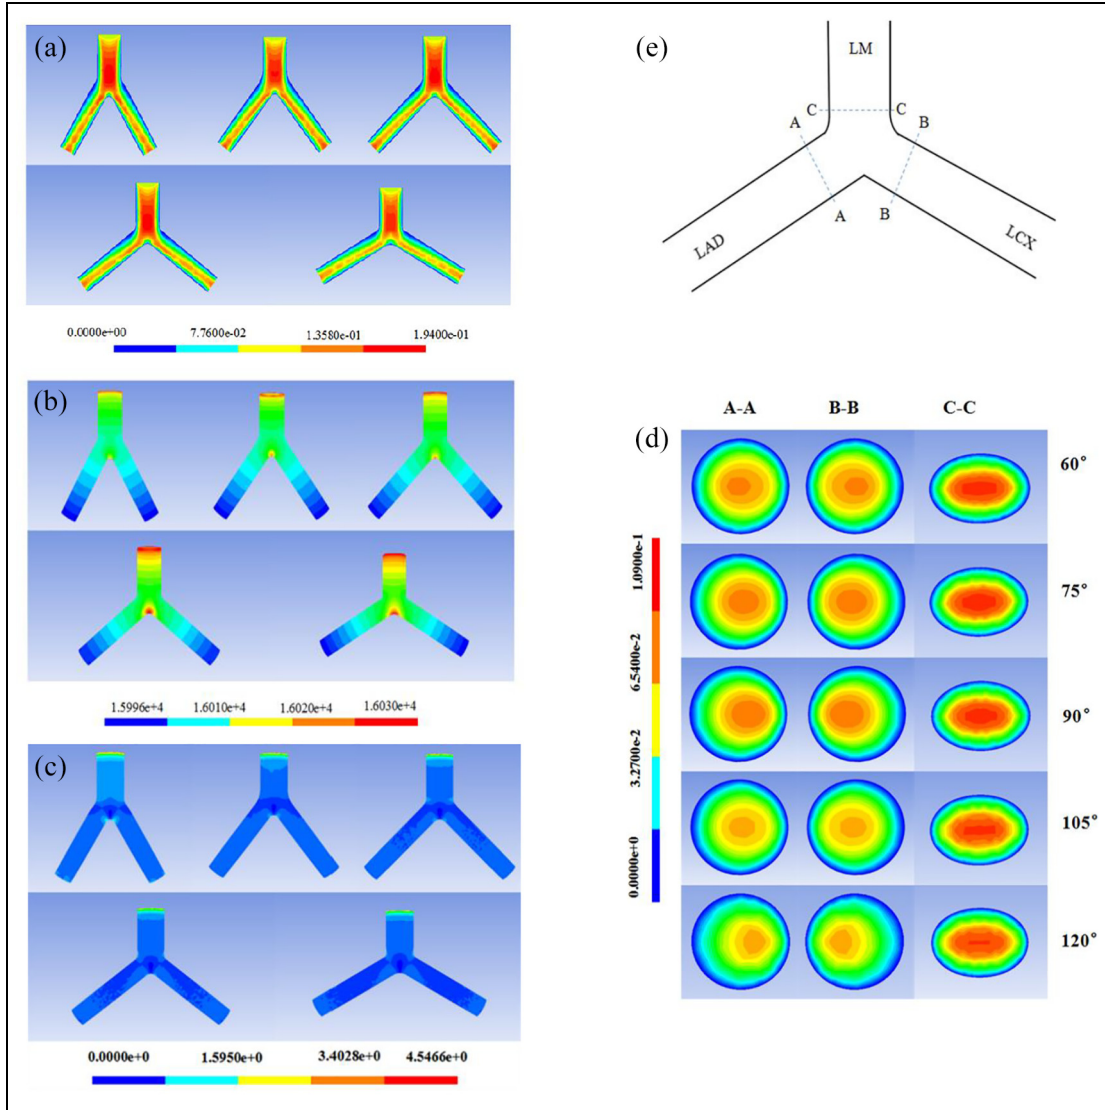 (a)
0.0000e+00 7.7600e-02 1.3580e-01 1.9400e-01
(b)
1.5996e+4 1.6010e+4 1.6020e+4 1.6030e+4
(c)
0.0000e+0 1.5950e+0 3.4028e+0 4.5466e+0
(e)
LM
C C
A B
A B
LAD LCX
(d)
A-A B-B C-C
60°
75°
90°
105°
120°
1.0900e-1
6.5400e-2
3.2700e-2
0.0000e+0